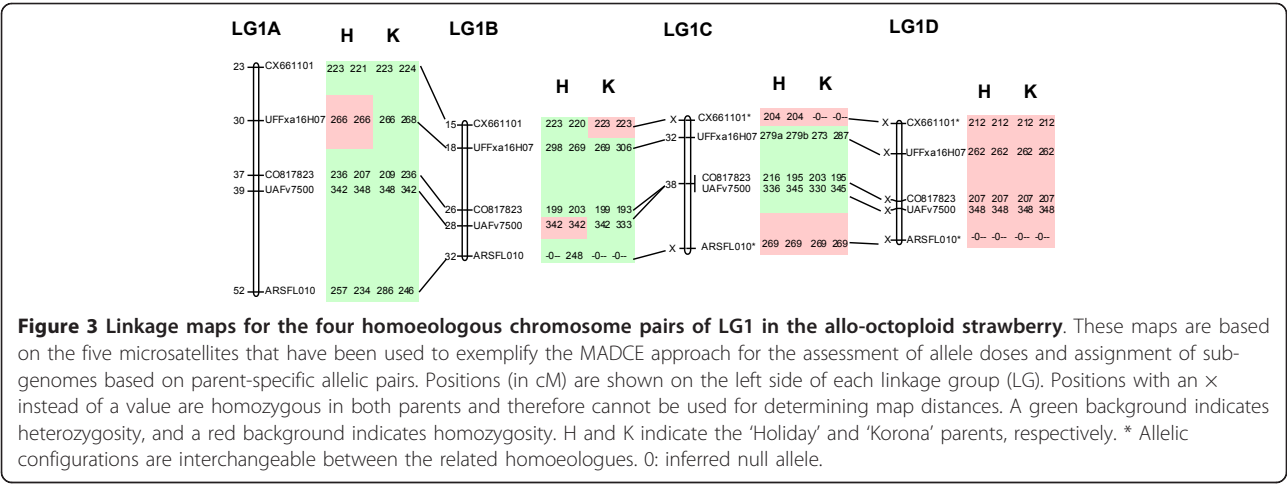 LG1A
H K
23 CX661101 223 221 223 224
30 UFFxa16H07 266 266 266 268
37 CO817823 236 207 209 236
39 UAFv7500 342 348 348 342
52 ARSFL010 257 234 286 246
LG1B
H K
15 CX661101 223 220 223 223
18 UFFxa16H07 298 269 269 306
26 CO817823 199 203 199 193
28 UAFv7500 342 342 342 333
32 ARSFL010 -0-- 248 -0-- -0--
LG1C
H K
X CX661101* 204 204 -0-- -0--
32 UFFxa16H07 279a 279b 273 287
38 CO817823 216 195 203 195
UAFv7500 336 345 330 345
X ARSFL010* 269 269 269 269
LG1D
H K
X CX661101* 212 212 212 212
X UFFxa16H07 262 262 262 262
X CO817823 207 207 207 207
X UAFv7500 348 348 348 348
X ARSFL010* -0-- -0-- -0-- -0--
Figure 3 Linkage maps for the four homoeologous chromosome pairs of LG1 in the allo-octoploid strawberry. These maps are based
on the five microsatellites that have been used to exemplify the MADCE approach for the assessment of allele doses and assignment of sub-
genomes based on parent-specific allelic pairs. Positions (in cM) are shown on the left side of each linkage group (LG). Positions with an ×
instead of a value are homozygous in both parents and therefore cannot be used for determining map distances. A green background indicates
heterozygosity, and a red background indicates homozygosity. H and K indicate the ‘Holiday’ and ‘Korona’ parents, respectively. * Allelic
configurations are interchangeable between the related homoeologues. 0: inferred null allele.